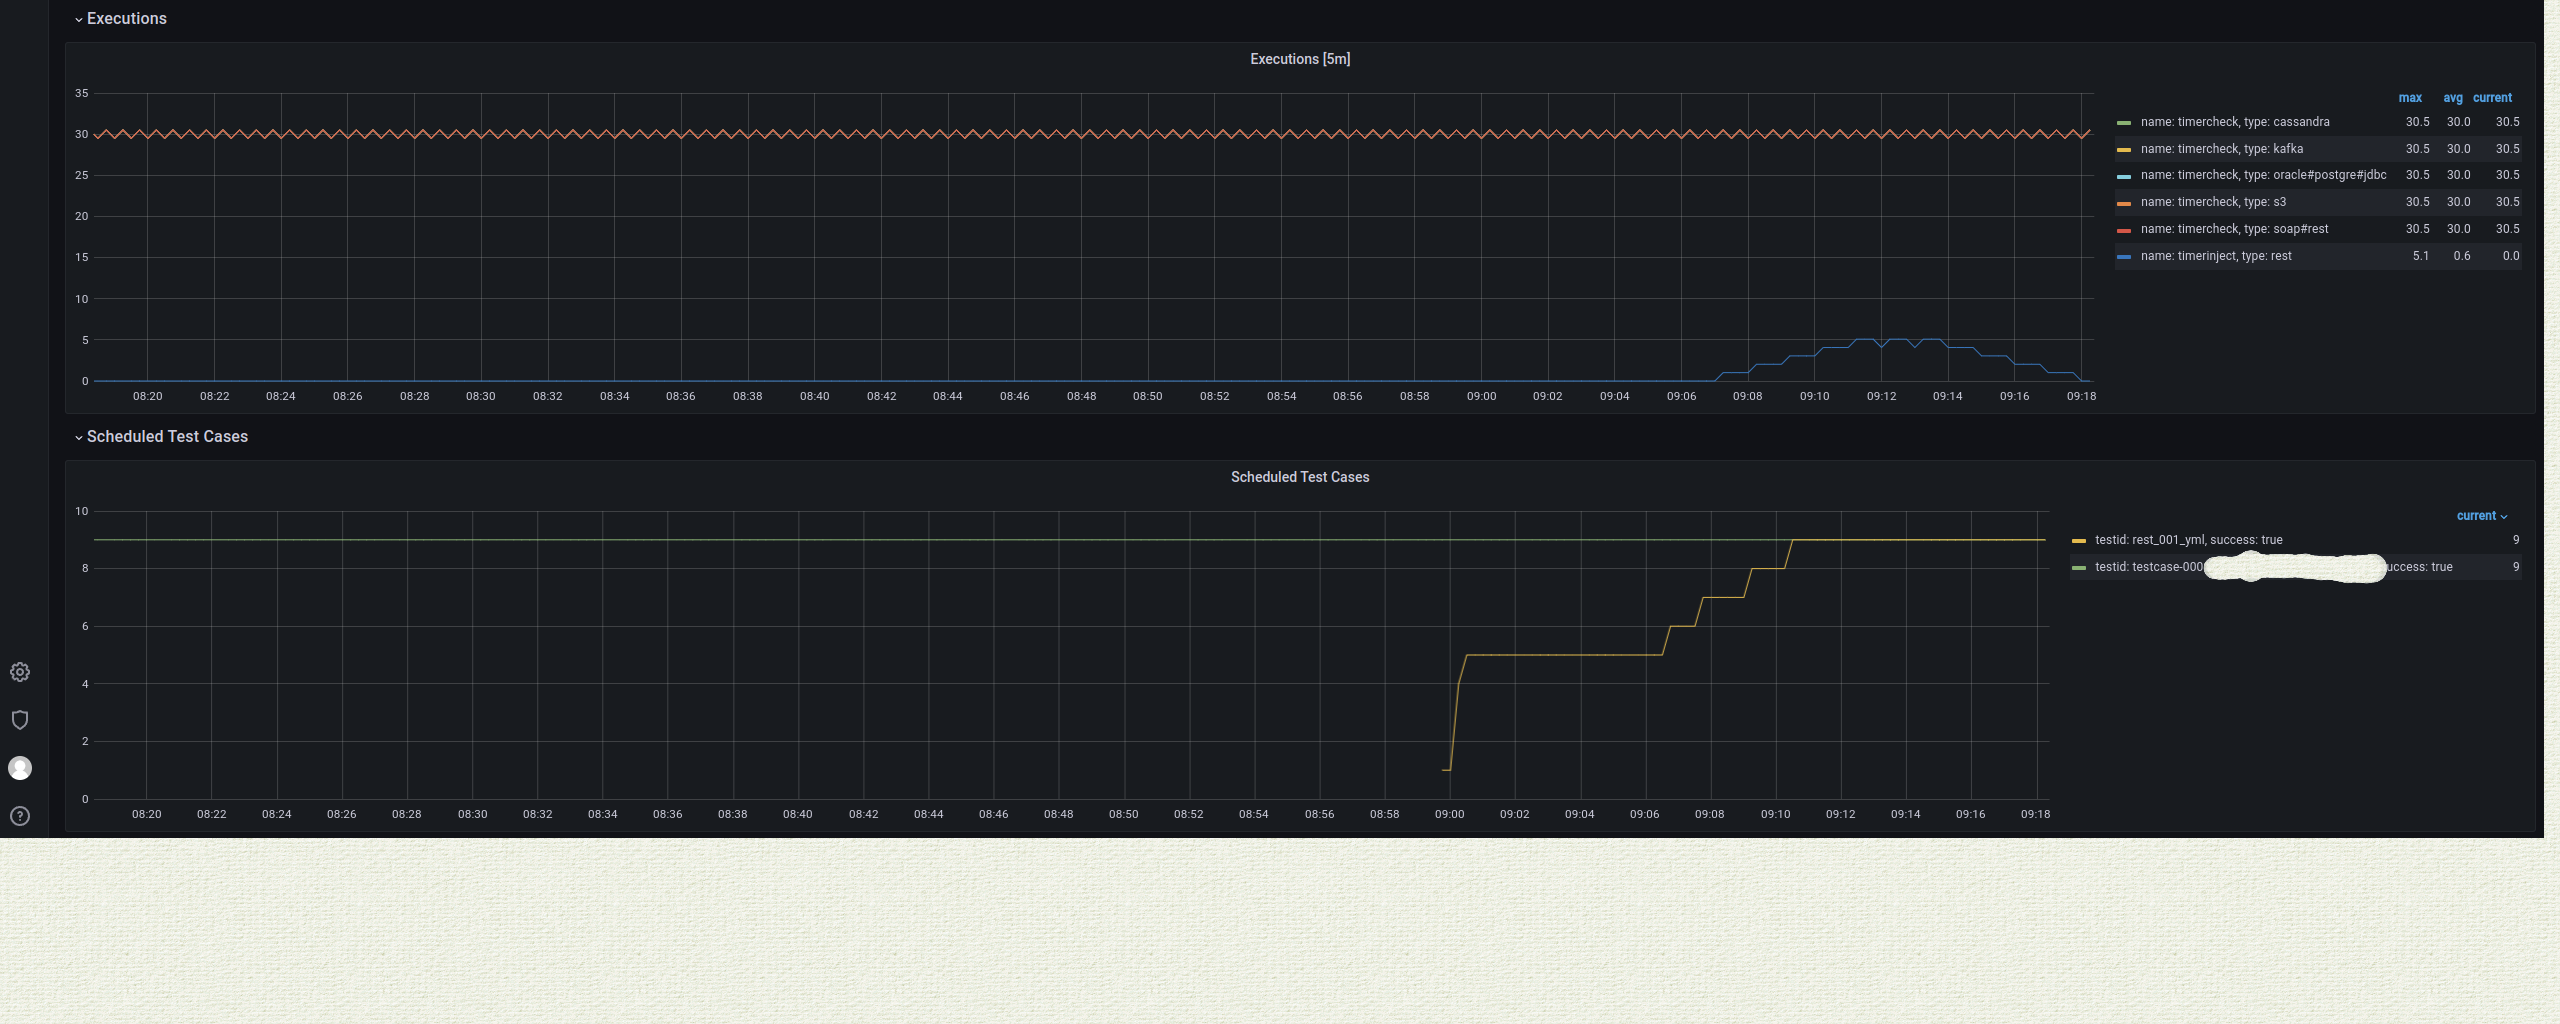 Executions
Executions [5m]
35
30
25
20
15
10
5
0
08:20 08:22 08:24 08:26 08:28 08:30 08:32 08:34 08:36 08:38 08:40 08:42 08:44 08:46 08:48 08:50 08:52 08:54 08:56 08:58 09:00 09:02 09:04 09:06 09:08 09:10 09:12 09:14 09:16 09:18
max avg current
name: timercheck, type: cassandra 30.5 30.0 30.5
name: timercheck, type: kafka 30.5 30.0 30.5
name: timercheck, type: oracle#postgre#jdbc 30.5 30.0 30.5
name: timercheck, type: s3 30.5 30.0 30.5
name: timercheck, type: soap#rest 30.5 30.0 30.5
name: timerinject, type: rest 5.1 0.6 0.0
Scheduled Test Cases
Scheduled Test Cases
10
8
6
4
2
0
08:20 08:22 08:24 08:26 08:28 08:30 08:32 08:34 08:36 08:38 08:40 08:42 08:44 08:46 08:48 08:50 08:52 08:54 08:56 08:58 09:00 09:02 09:04 09:06 09:08 09:10 09:12 09:14 09:16 09:18
current
testid: rest_001_yml, success: true 9
testid: testcase-000 uccess: true 9